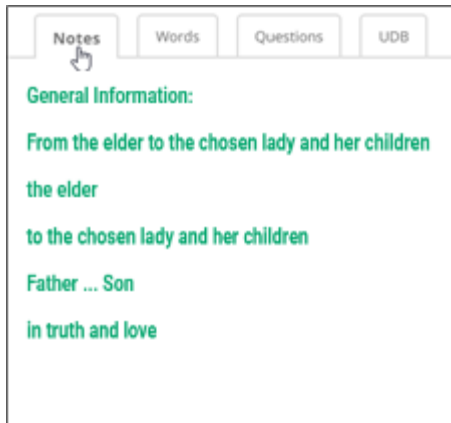 Notes Words Questions UDB
General Information:
From the elder to the chosen lady and her children
the elder
to the chosen lady and her children
Father ... Son
in truth and love